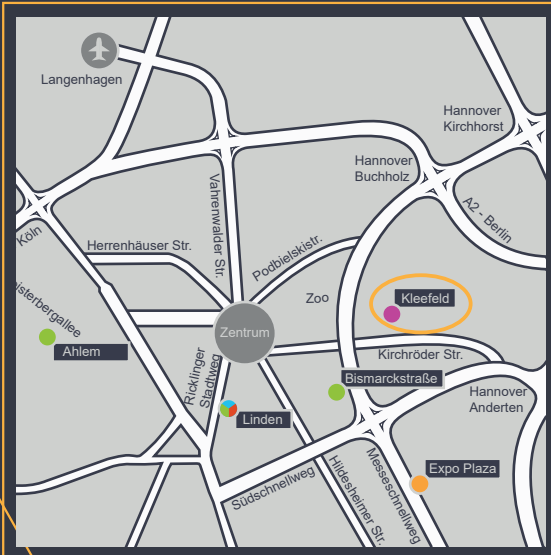 Langenhagen
Hannover
Kirchhorst
Hannover
Buchholz
Vahrenwalder Str.
A2 - Berlin
Köln
Herrenhäuser Str.
Podbielskistr.
Zoo
Kleefeld
Zentrum
Ahlem
Kirchröder Str.
Bismarckstraße
Ricklinger
Stadtweg
Hannover
Anderten
Linden
Südschnellweg
Hildesheimer Str.
Messeschnellweg
Expo Plaza